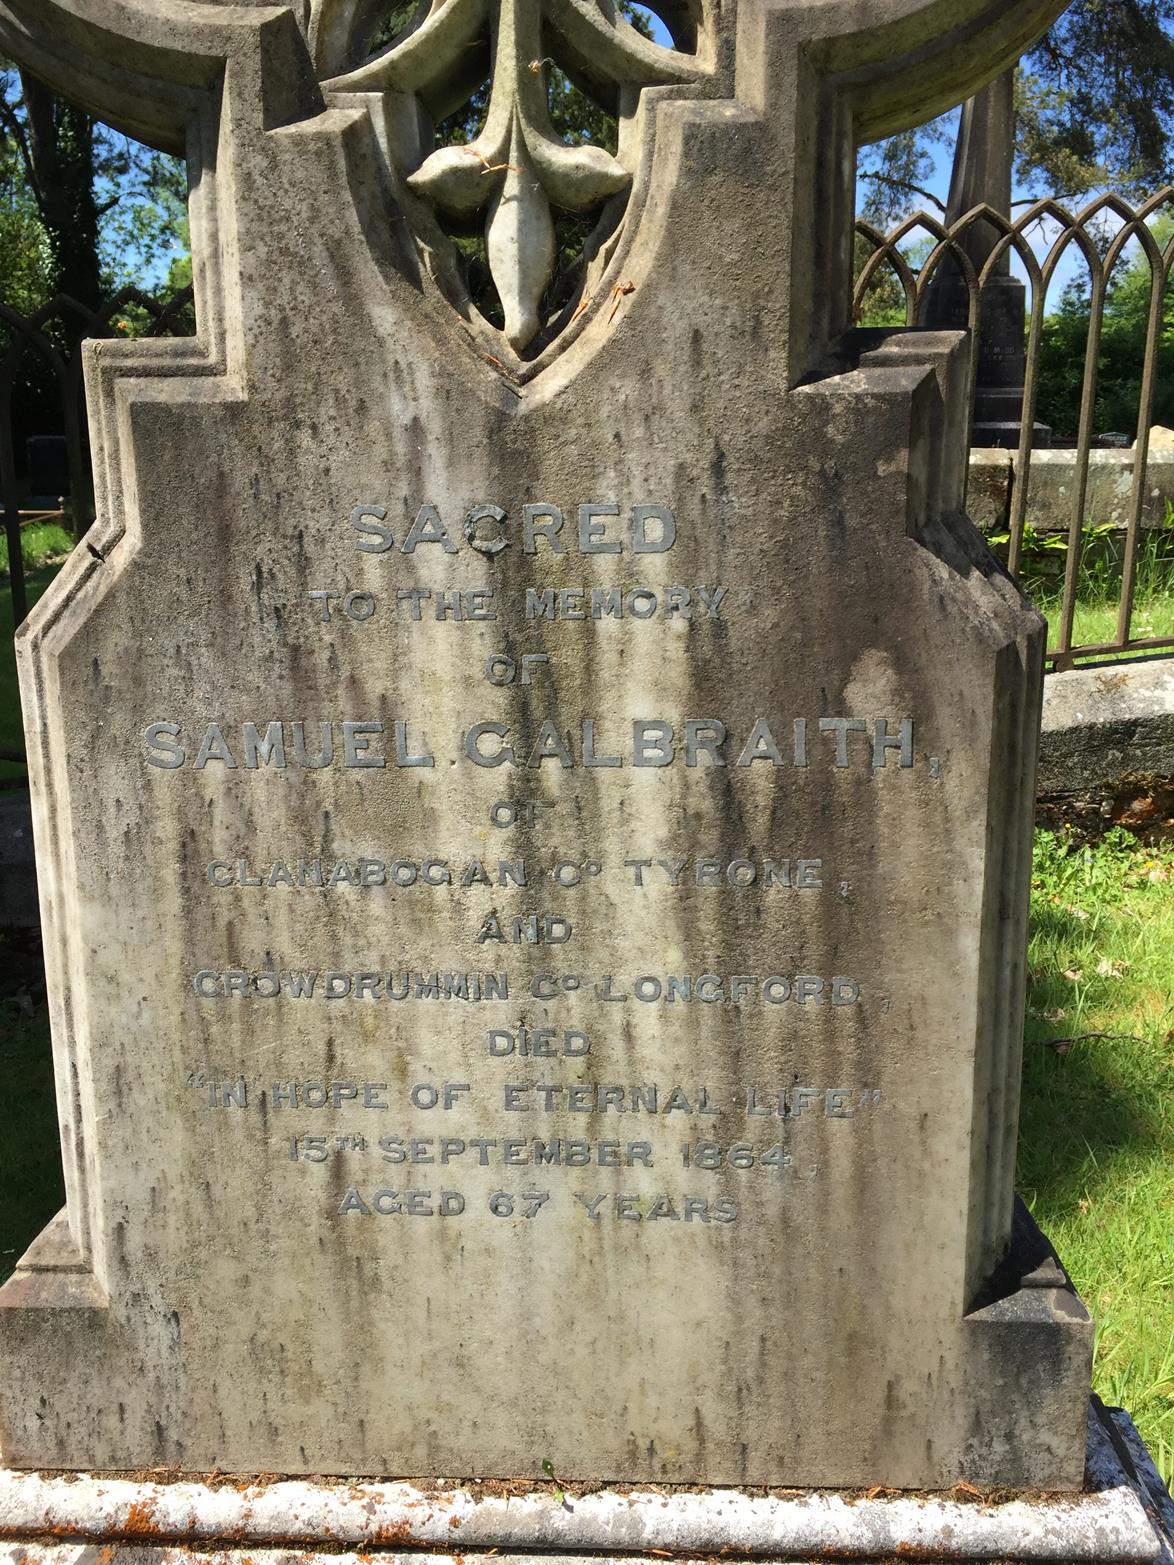 SACRED
TO THE MEMORY
OF
SAMUEL GALBRAITH,
OF
CLANABOGAN Co TYRONE,
AND
CROWDRUMMIN Co LONGFORD
DIED
"IN HOPE OF ETERNAL LIFE"
15TH SEPTEMBER 1864,
AGED 67 YEARS